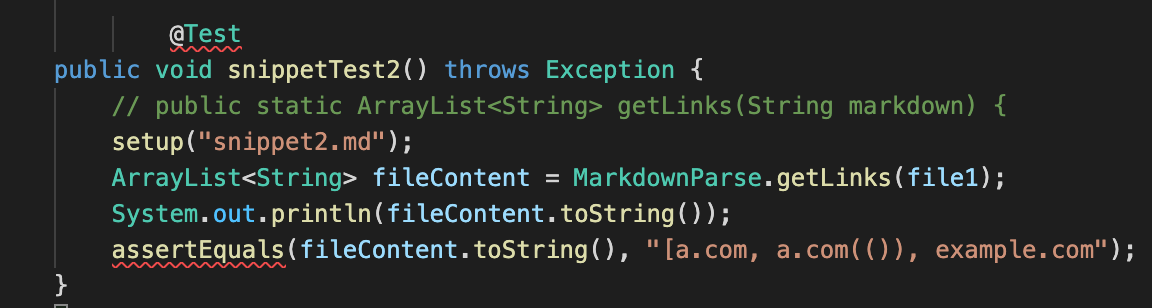 @Test
public void snippetTest2() throws Exception {
// public static ArrayList<String> getLinks(String markdown) {
setup("snippet2.md");
ArrayList<String> fileContent = MarkdownParse.getLinks(file1);
System.out.println(fileContent.toString());
assertEquals(fileContent.toString(), "[a.com, a.com(()), example.com");
}